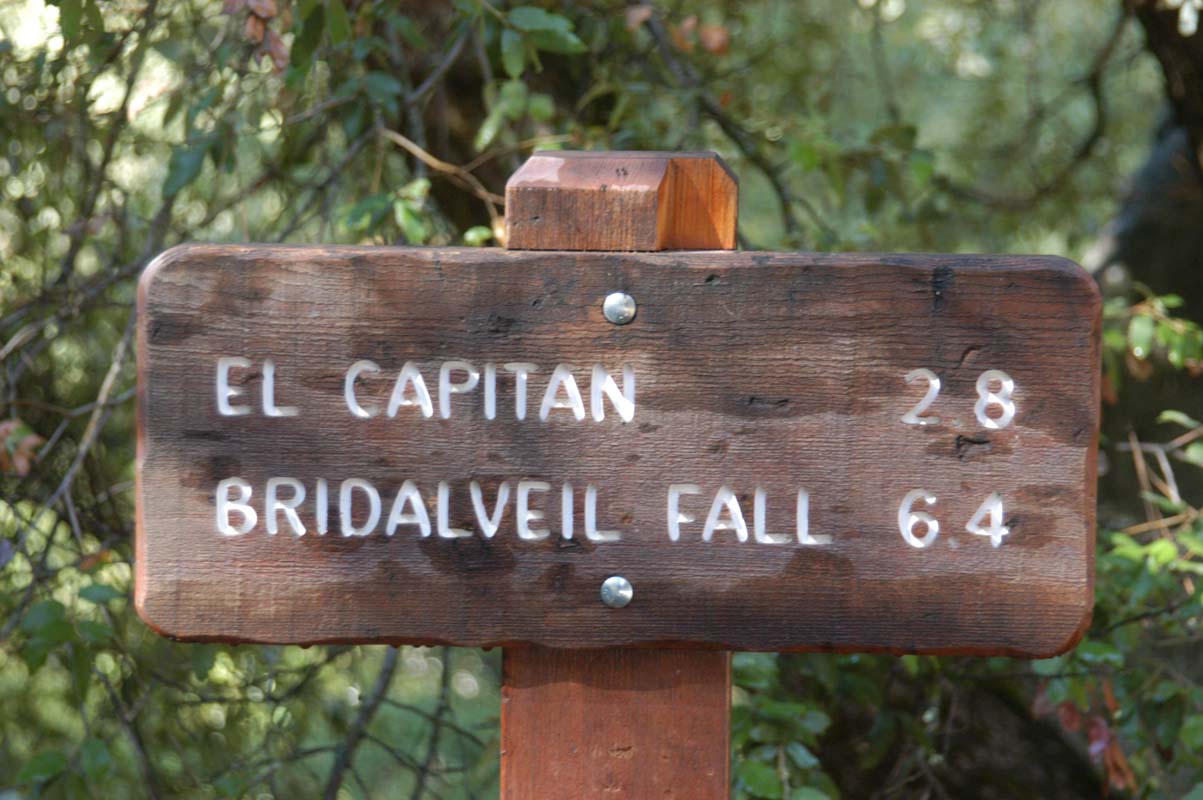 EL CAPITAN 2.8
BRIDALVEIL FALL 6.4